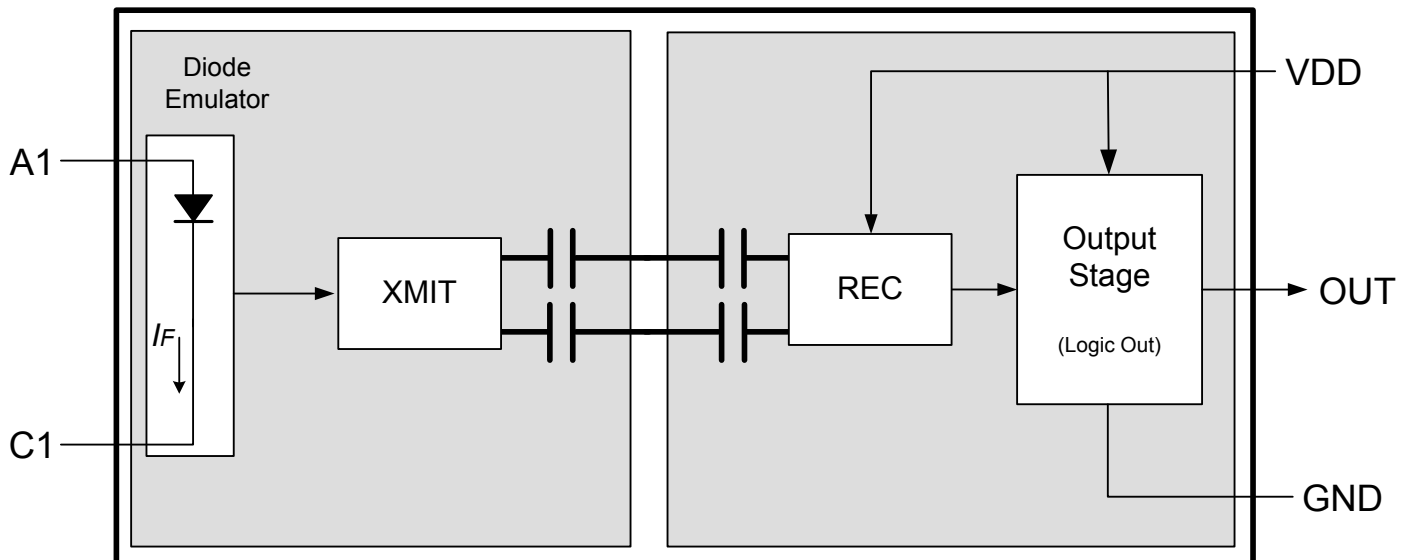 Diode
Emulator
VDD
A1
Output
Stage
XMIT
REC
OUT
IF
(Logic Out)
C1
GND